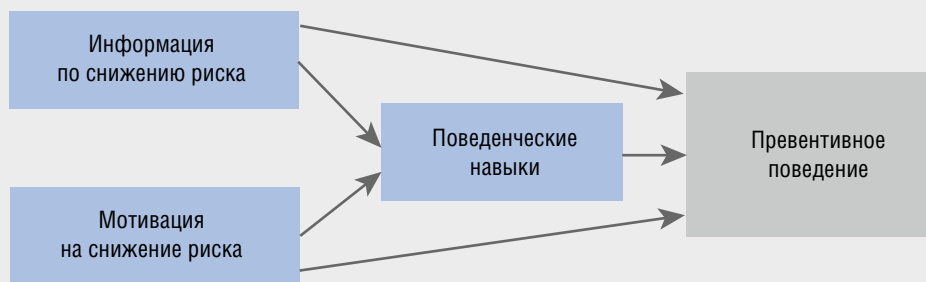 Информация
по снижению риска
Поведенческие
навыки
Превентивное
поведение
Мотивация
на снижение риска